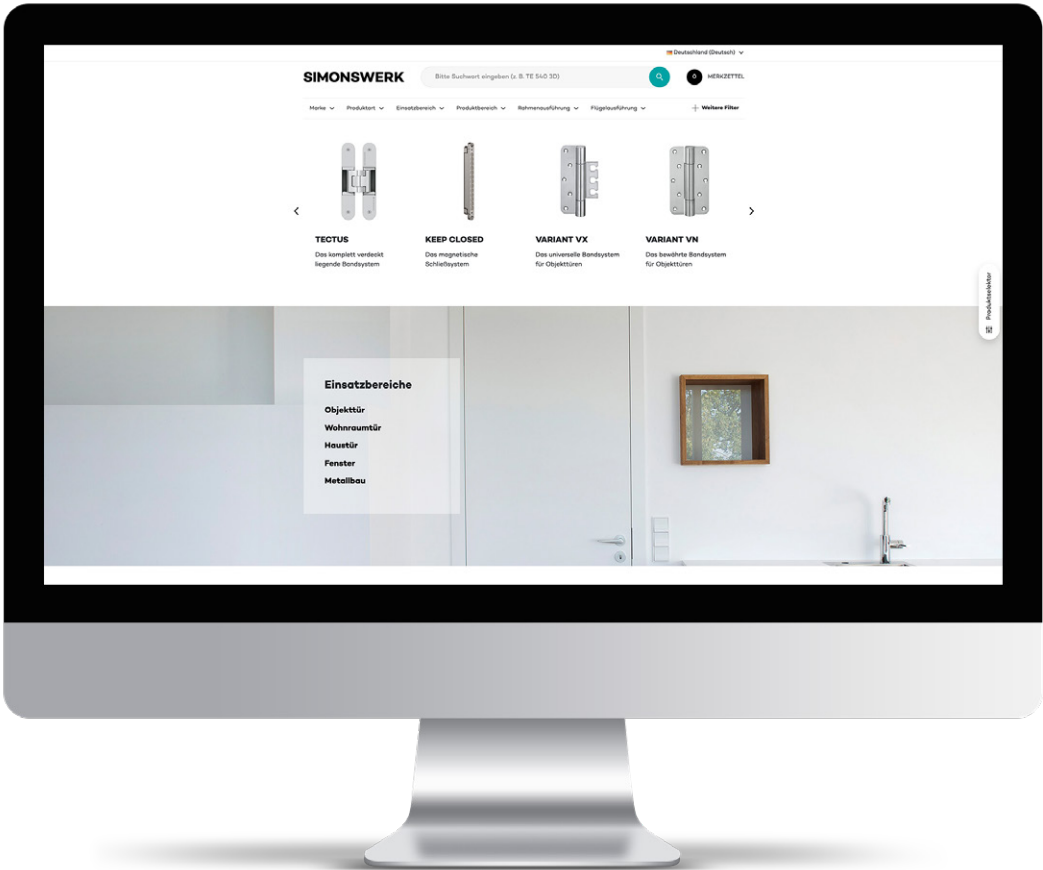 Deutschland (Deutsch)
SIMONSWERK
Bitte Suchwort eingeben (z. B. TE 540 3D)
0
MERKZETTEL
Marke
Produktart
Einsatzbereich
Produktbereich
Rahmenausführung
Flügelausführung
Weitere Filter
TECTUS
Das komplett verdeckt
liegende Bandsystem
KEEP CLOSED
Das magnetische
Schließsystem
VARIANT VX
Das universelle Bandsystem
für Objekttüren
VARIANT VN
Das bewährte Bandsystem
für Objekttüren
Produktselektor
Einsatzbereiche
Objekttür
Wohnraumtür
Haustür
Fenster
Metallbau